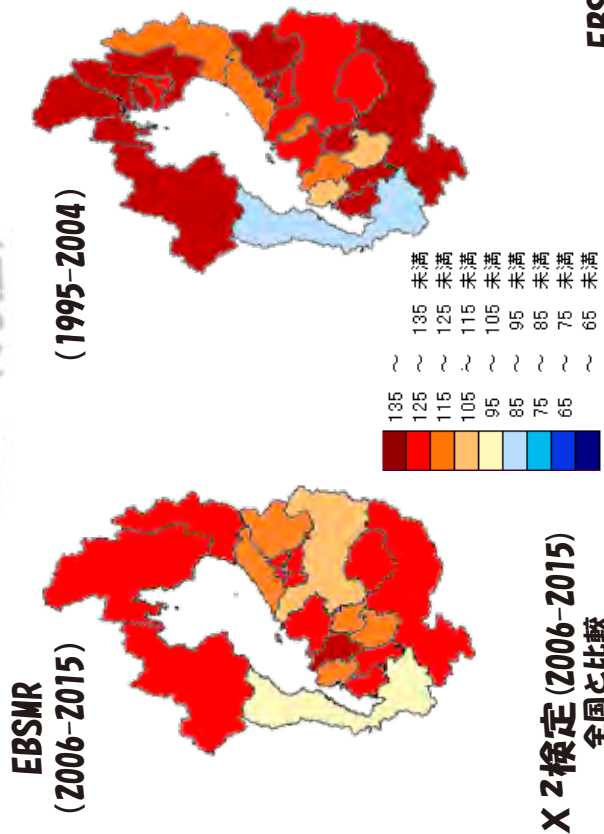 EBSMR
(2006-2015)
(1995-2004)
135 ～
125 ～ 135 未満
115 ～ 125 未満
105 ～ 115 未満
95 ～ 105 未満
85 ～ 95 未満
75 ～ 85 未満
65 ～ 75 未満
～ 65 未満
X²検定(2006-2015)
全国と比較
EBS